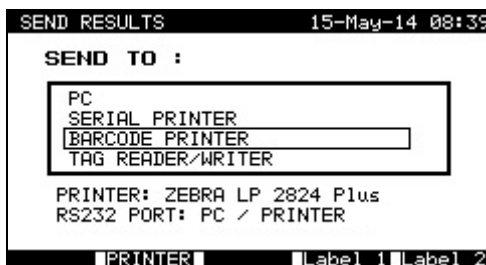 SEND RESULTS 15-May-14 08:39
SEND TO :
PC
SERIAL PRINTER
BARCODE PRINTER
TAG READER/WRITER
PRINTER: ZEBRA LP 2824 Plus
RS232 PORT: PC / PRINTER
PRINTER Label 1 Label 2